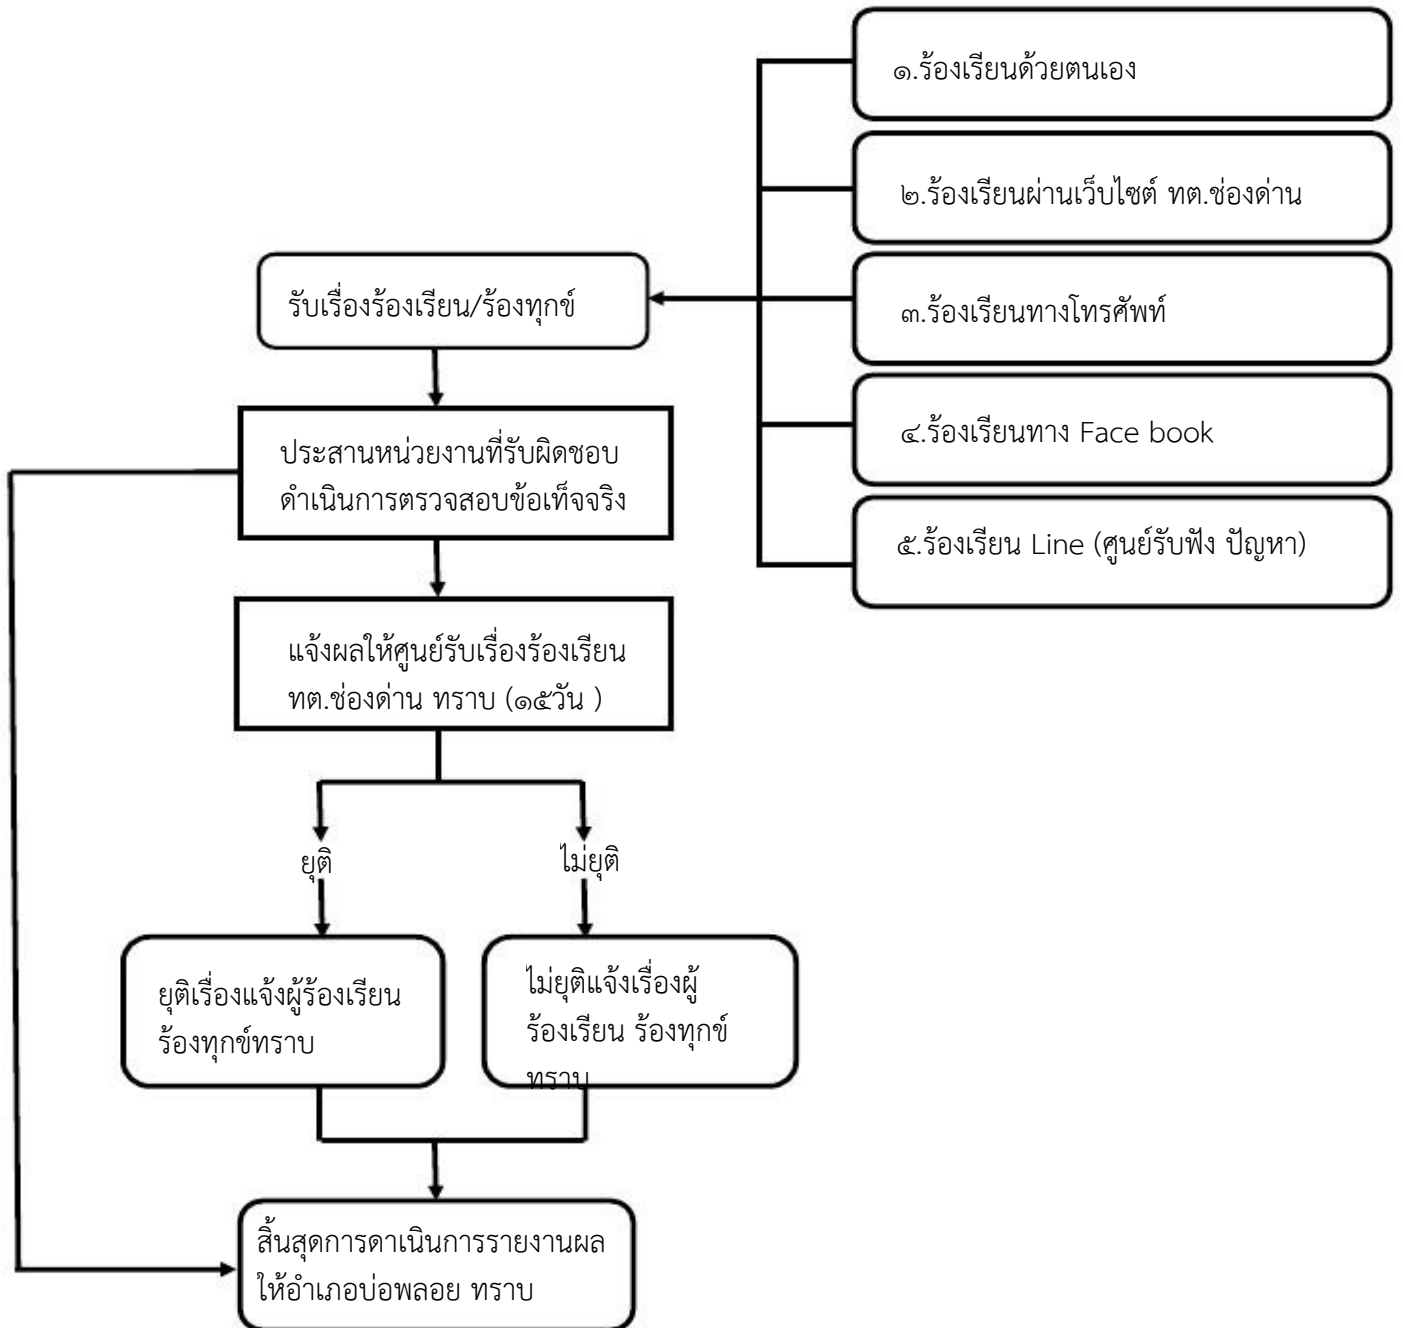 ๑.ร้องเรียนด้วยตนเอง
๒.ร้องเรียนผ่านเว็บไซต์ ทต.ช่องด่าน
๓.ร้องเรียนทางโทรศัพท์
๔.ร้องเรียนทาง Face book
๕.ร้องเรียน Line (ศูนย์รับฟัง ปัญหา)
รับเรื่องร้องเรียน/ร้องทุกข์
ประสานหน่วยงานที่รับผิดชอบ
ดำเนินการตรวจสอบข้อเท็จจริง
แจ้งผลให้ศูนย์รับเรื่องร้องเรียน
ทต.ช่องด่าน ทราบ (๑๕วัน )
ยุติ
ไม่ยุติ
ยุติเรื่องแจ้งผู้ร้องเรียน
ร้องทุกข์ทราบ
ไม่ยุติแจ้งเรื่องผู้
ร้องเรียน ร้องทุกข์
ทราบ
สิ้นสุดการดาเนินการรายงานผล
ให้อำเภอบ่อพลอย ทราบ